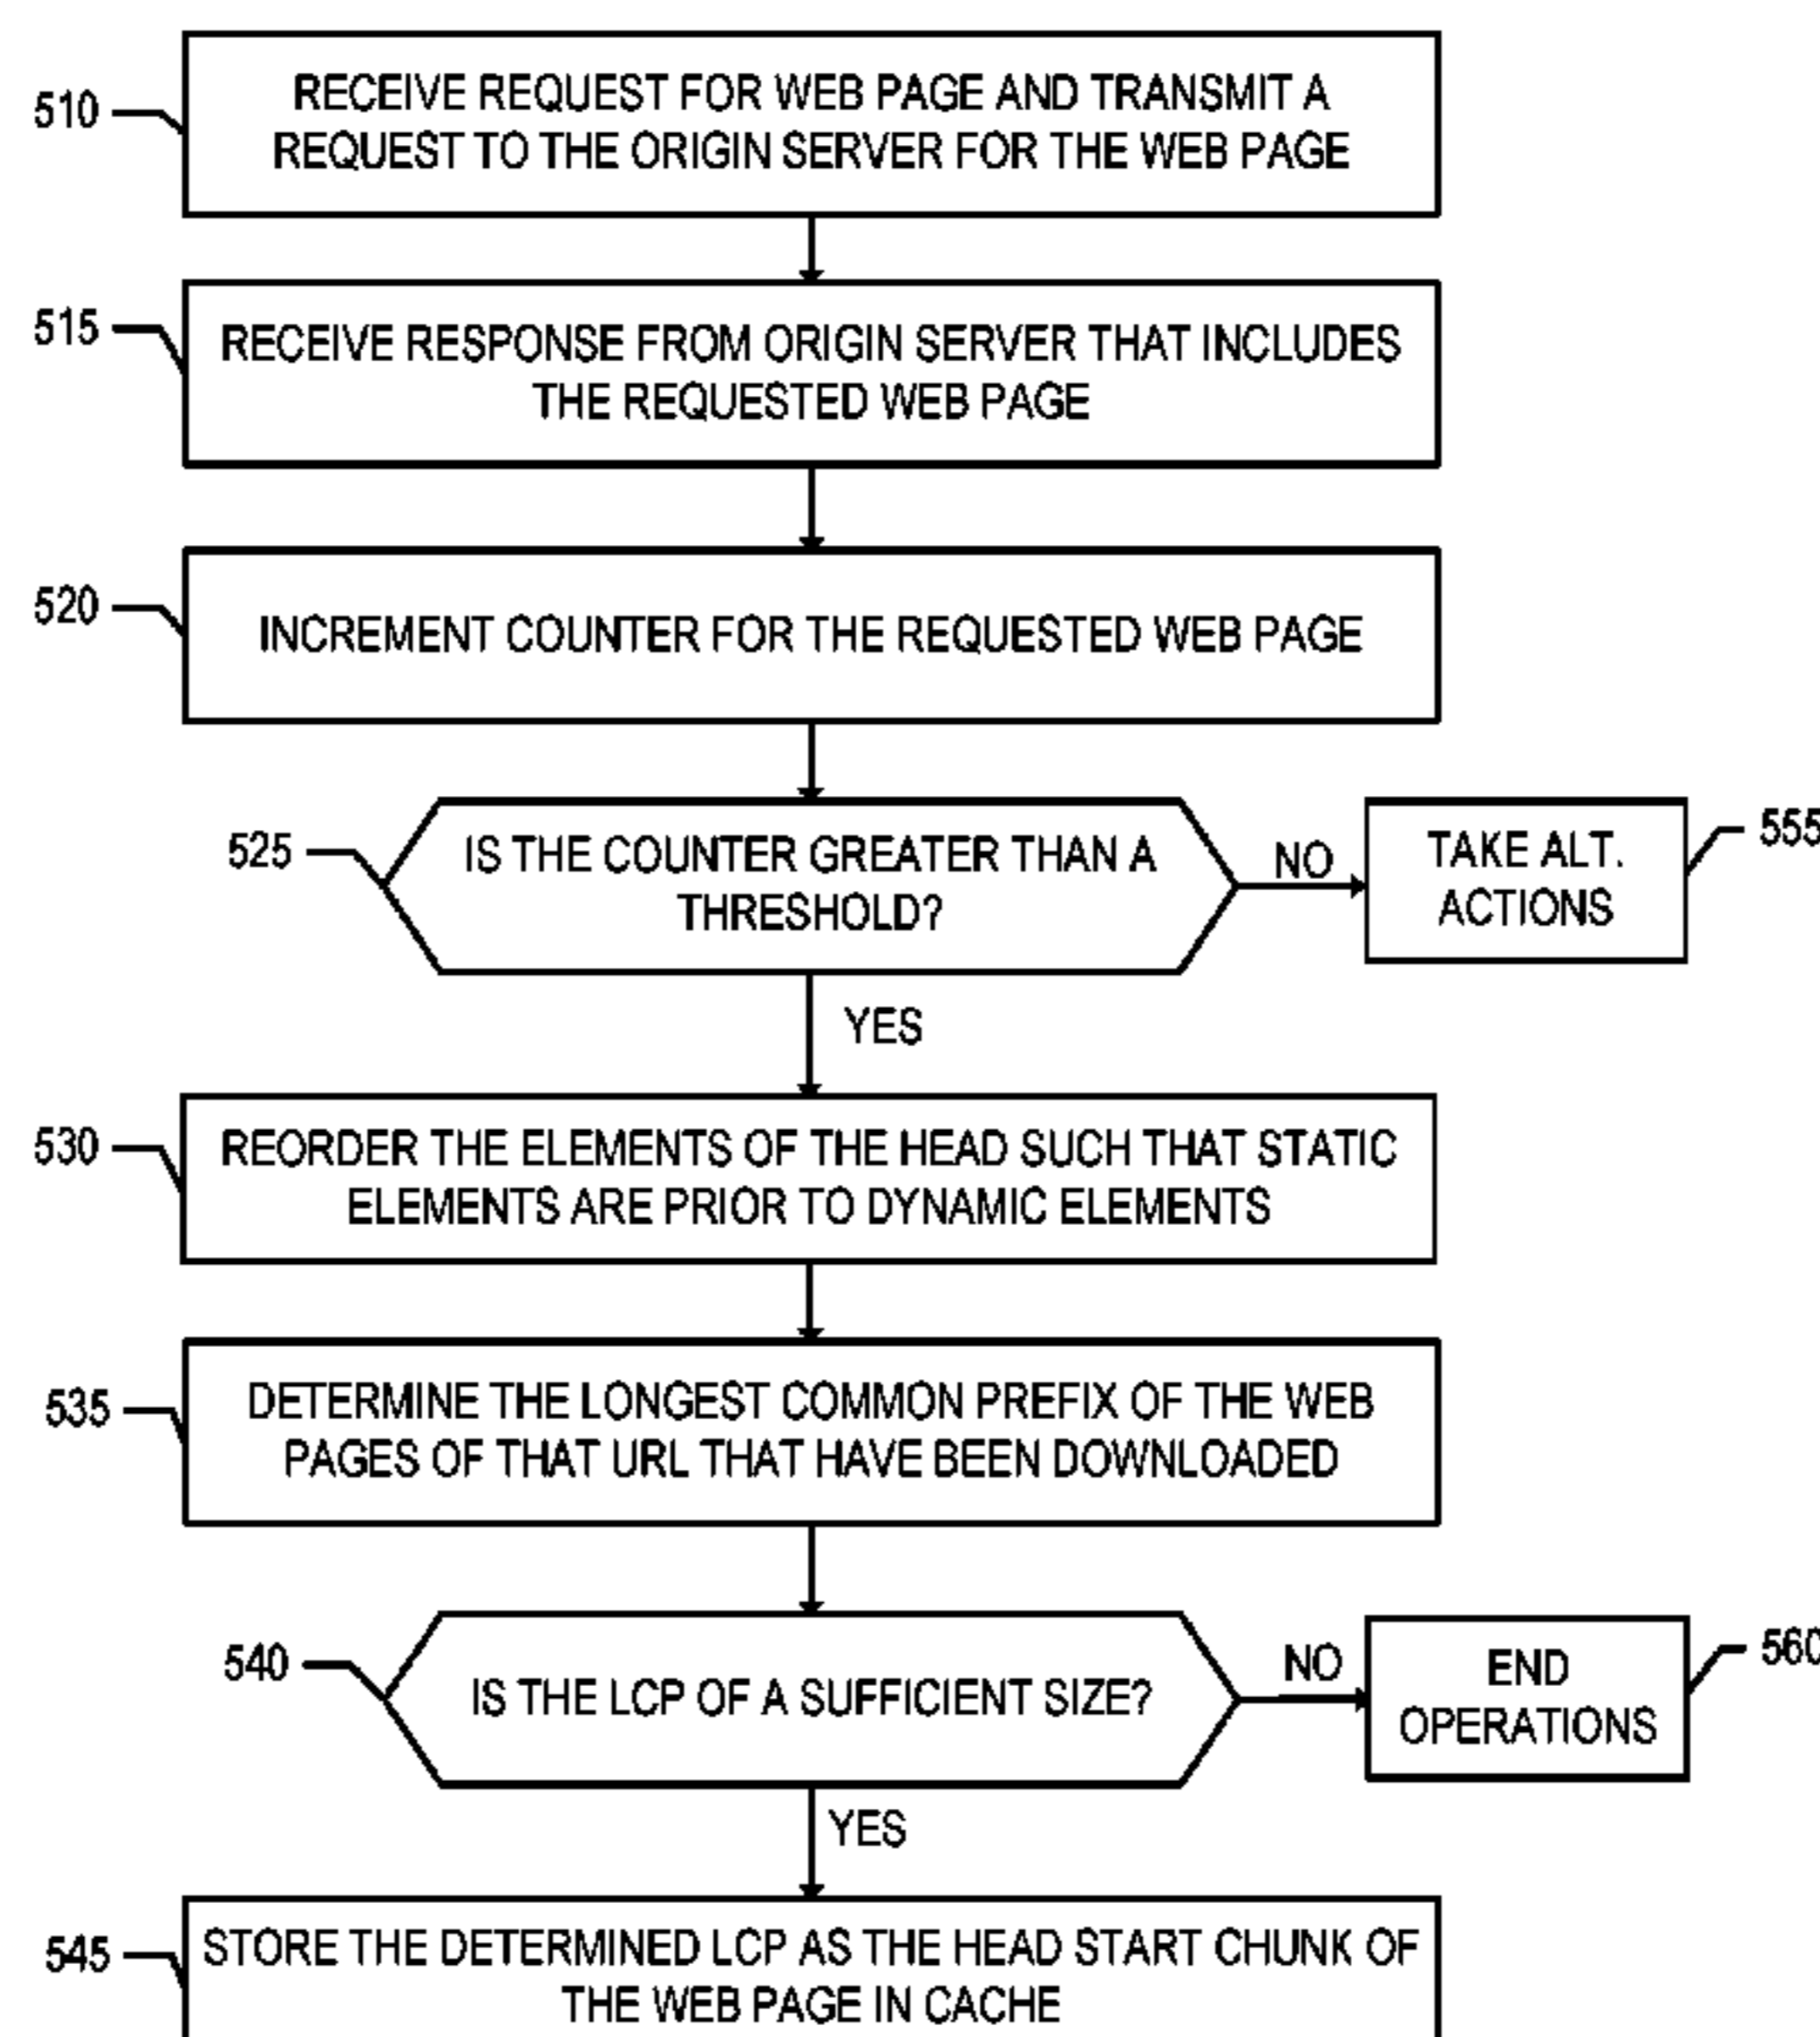 510
RECEIVE REQUEST FOR WEB PAGE AND TRANSMIT A
REQUEST TO THE ORIGIN SERVER FOR THE WEB PAGE
515
RECEIVE RESPONSE FROM ORIGIN SERVER THAT INCLUDES
THE REQUESTED WEB PAGE
520
INCREMENT COUNTER FOR THE REQUESTED WEB PAGE
525
IS THE COUNTER GREATER THAN A
THRESHOLD?
NO
TAKE ALT.
ACTIONS
555
YES
530
REORDER THE ELEMENTS OF THE HEAD SUCH THAT STATIC
ELEMENTS ARE PRIOR TO DYNAMIC ELEMENTS
535
DETERMINE THE LONGEST COMMON PREFIX OF THE WEB
PAGES OF THAT URL THAT HAVE BEEN DOWNLOADED
540
IS THE LCP OF A SUFFICIENT SIZE?
NO
END
OPERATIONS
560
YES
545
STORE THE DETERMINED LCP AS THE HEAD START CHUNK OF
THE WEB PAGE IN CACHE